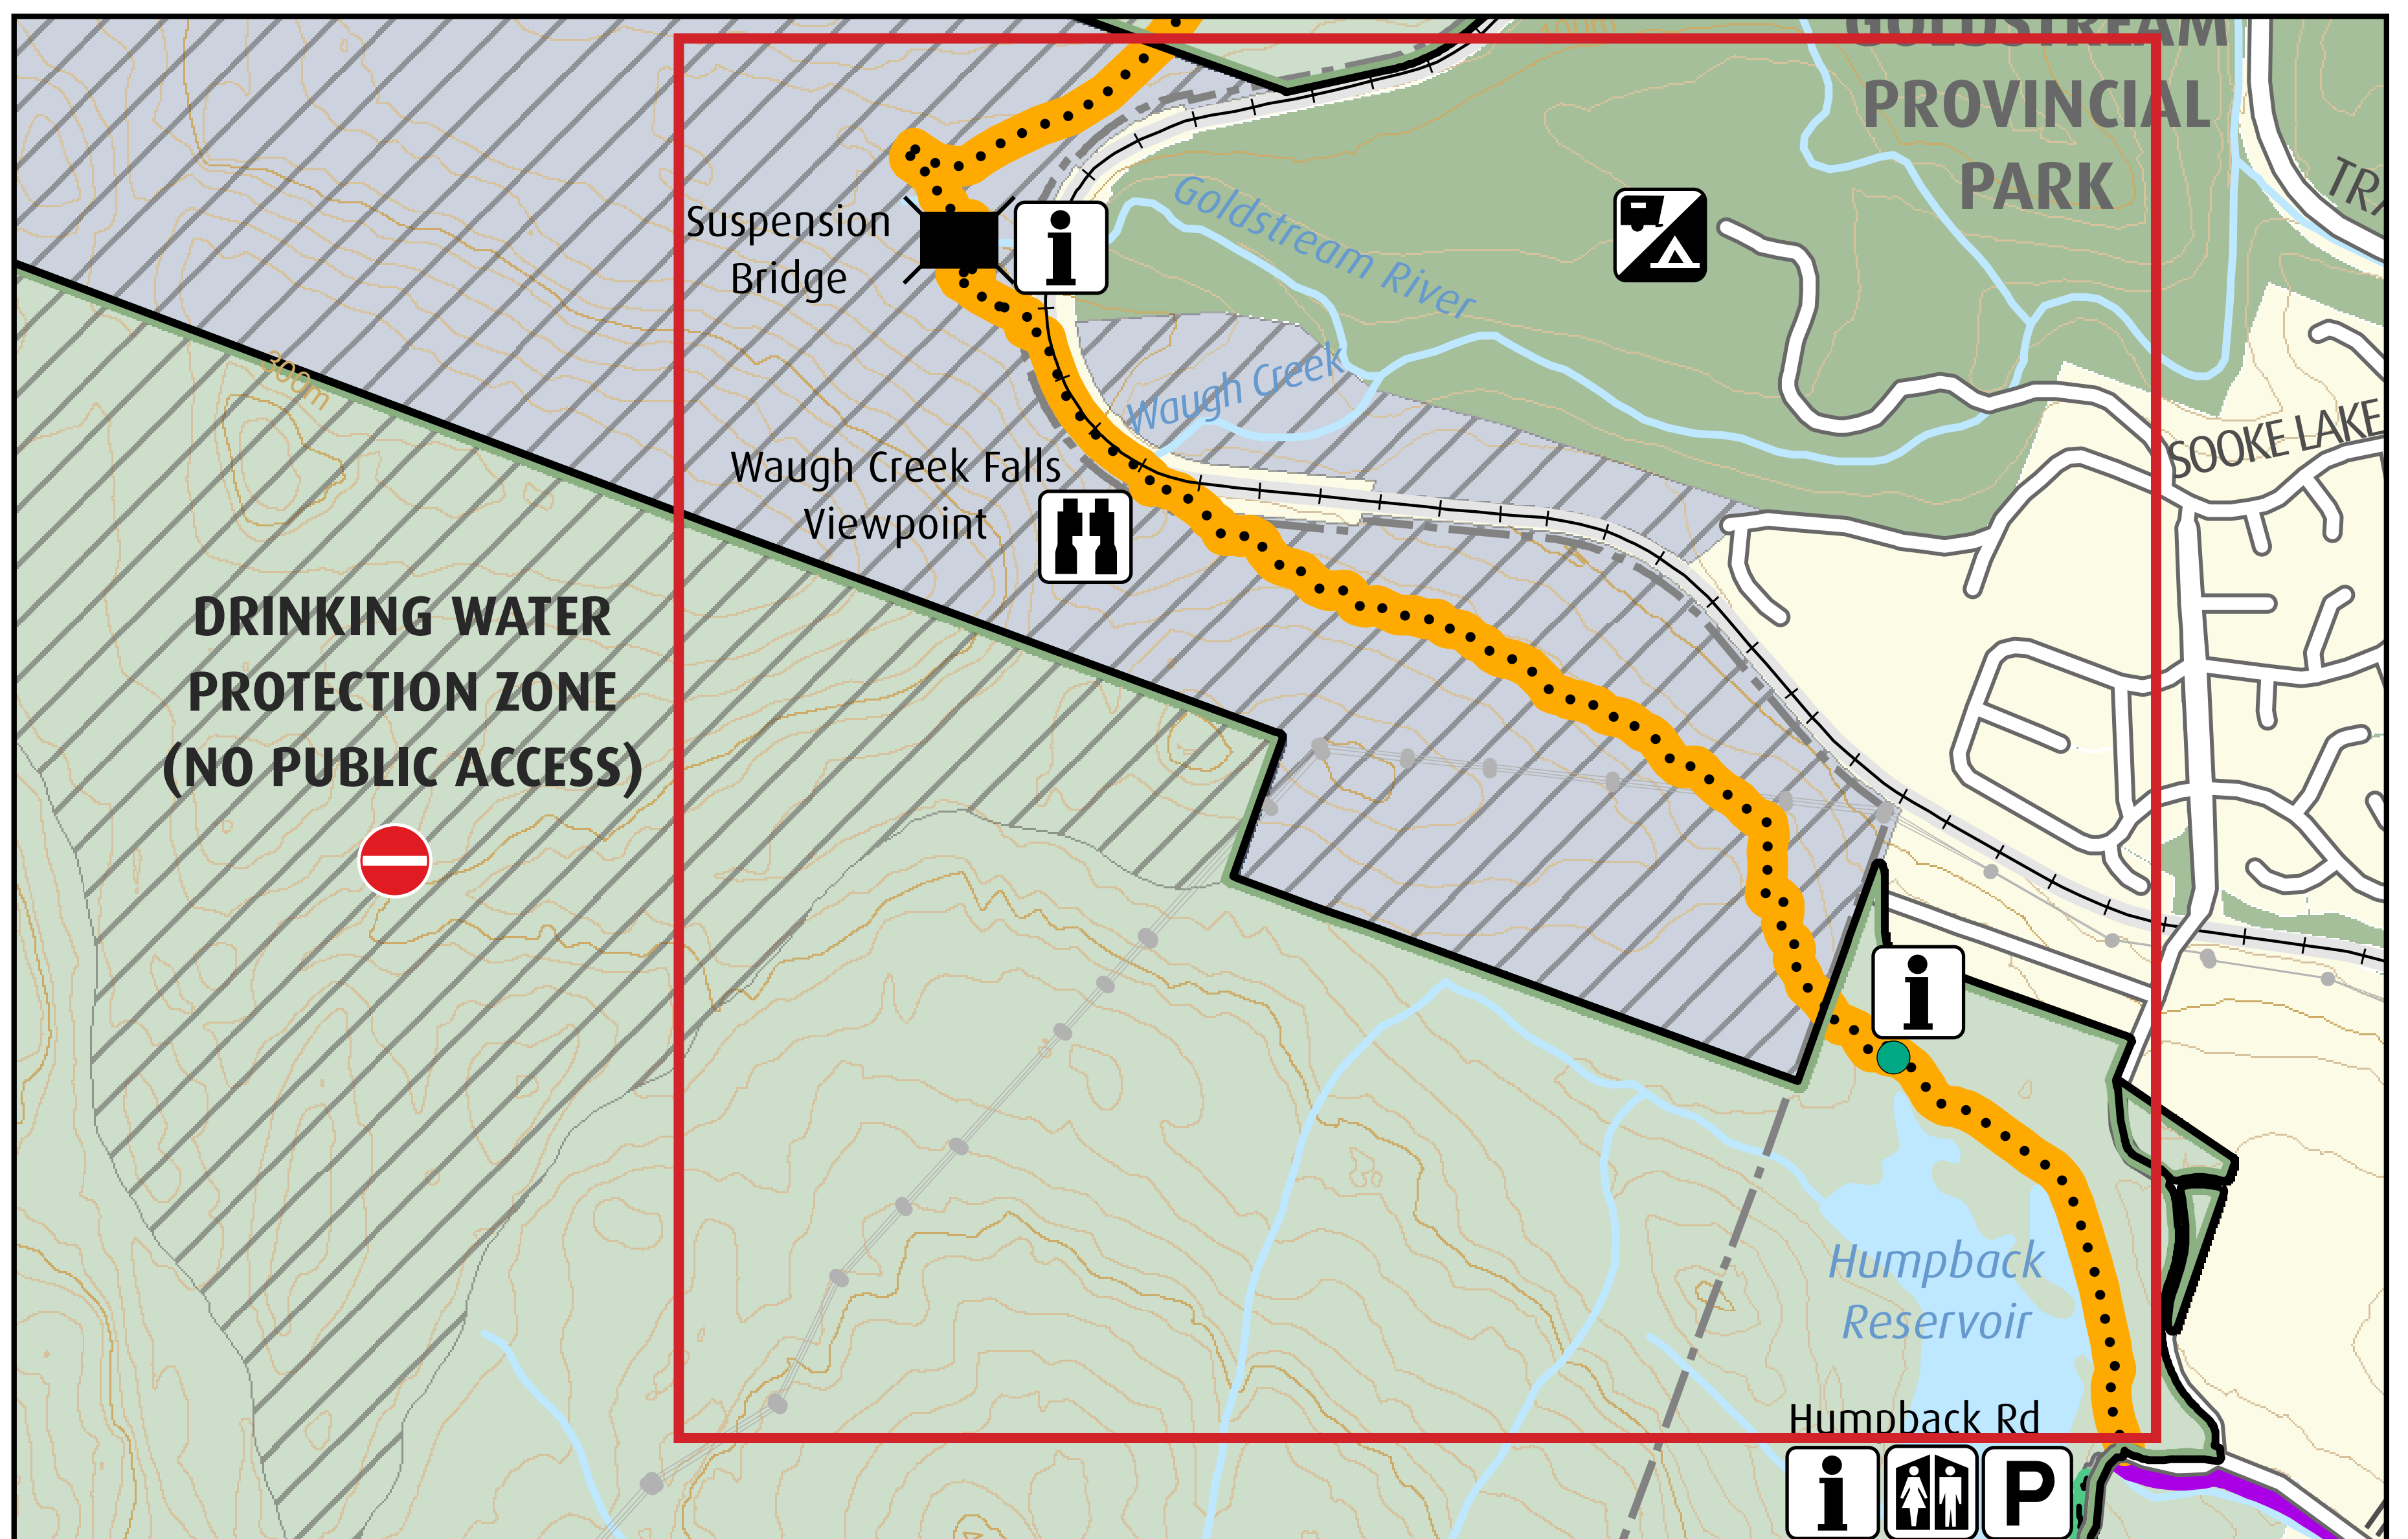 400m
GOLDSTREAM
PROVINCIAL
PARK
Goldstream River
Suspension
Bridge
i
300m
Waugh Creek
SOOKE LAKE
Waugh Creek Falls
Viewpoint
DRINKING WATER
PROTECTION ZONE
(NO PUBLIC ACCESS)
i
Humpback
Reservoir
Humpback Rd
i
P